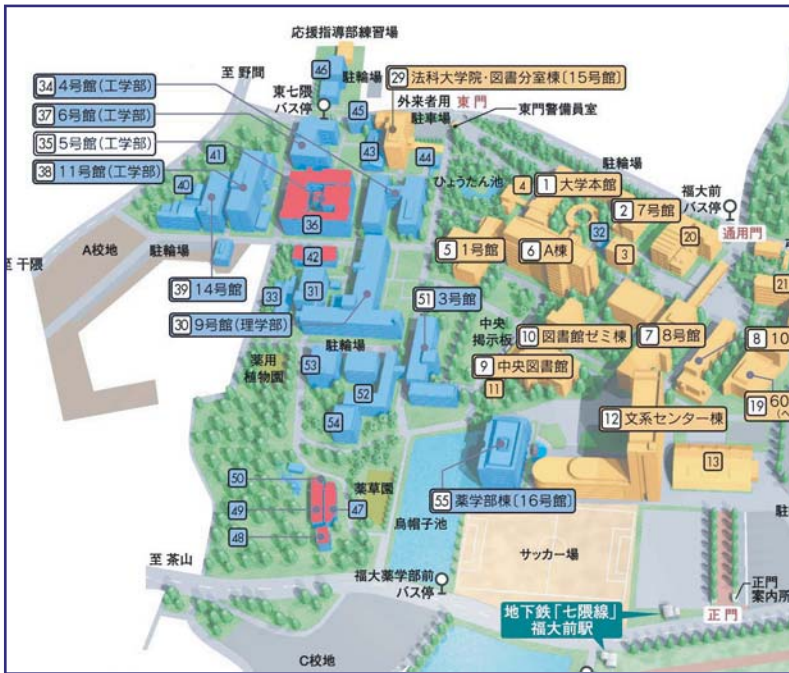 応援指導部練習場
至 野間
46
駐輪場
29 法科大学院・図書分室棟〔15号館〕
34 4号館(工学部)
東七隈
バス停
外来者用
駐車場
東門
東門警備員室
37 6号館(工学部)
45
35 5号館(工学部)
41
43
44
駐輪場
38 11号館(工学部)
40
ひょうたん池
4
1 大学本館
福大前
バス停
36
32
2 7号館
20
通用門
A校地
駐輪場
42
5 1号館
6 A棟
3
至 干隈
21
39 14号館
33
31
51 3号館
30 9号館(理学部)
中央
掲示板
10 図書館ゼミ棟
7 8号館
8 10
駐輪場
薬用
植物園
53
9 中央図書館
11
52
19 60
54
12 文系センター棟
13
50
49
47
薬草園
55 薬学部棟〔16号館〕
48
烏帽子池
サッカー場
駐
至 茶山
福大薬学部前
バス停
正門
案内所
地下鉄「七隈線」
福大前駅
正門
C校地